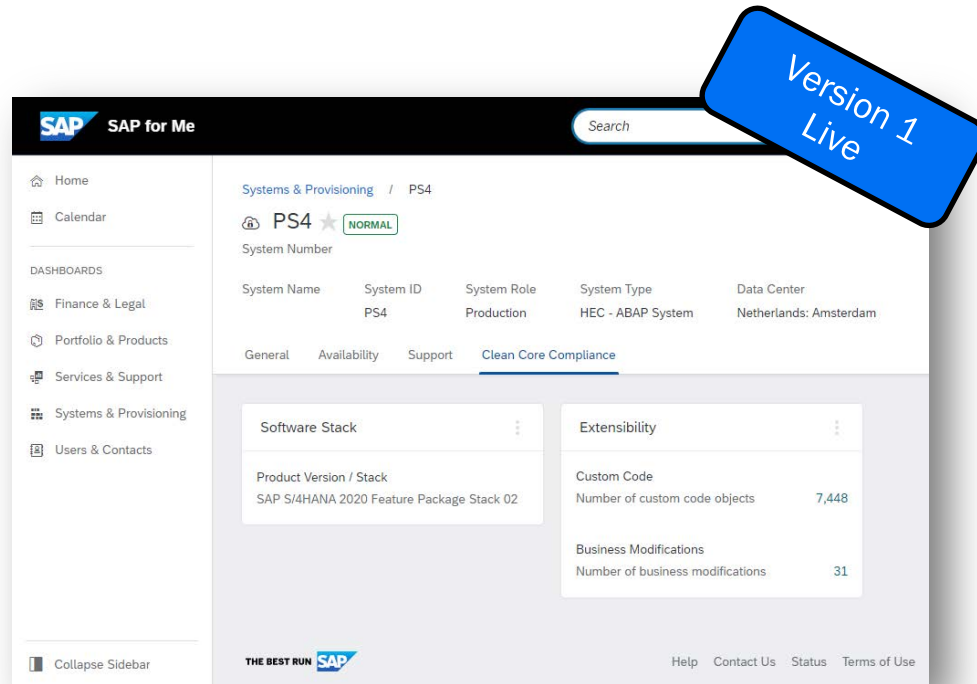 Version 1
Live
SAP SAP for Me
Search
Home
Calendar
DASHBOARDS
Finance & Legal
Portfolio & Products
Services & Support
Systems & Provisioning
Users & Contacts
Collapse Sidebar
Systems & Provisioning / PS4
PS4 NORMAL
System Number
System Name System ID System Role System Type Data Center
PS4 Production HEC - ABAP System Netherlands: Amsterdam
General Availability Support Clean Core Compliance
Software Stack
Product Version / Stack
SAP S/4HANA 2020 Feature Package Stack 02
Extensibility
Custom Code
Number of custom code objects 7,448
Business Modifications
Number of business modifications 31
THE BEST RUN SAP
Help Contact Us Status Terms of Use